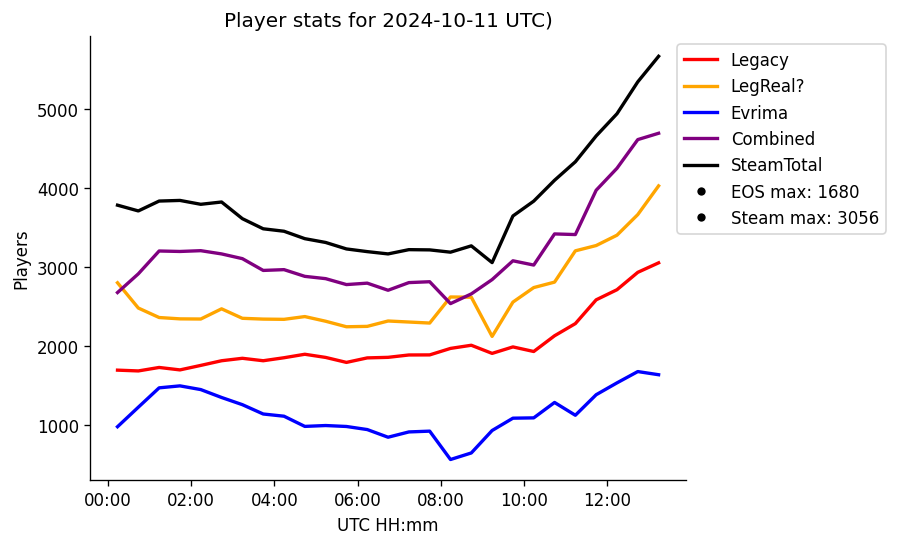 Player stats for 2024-10-11 UTC)
Players
5000
4000
3000
2000
1000
00:00 02:00 04:00 06:00 08:00 10:00 12:00
UTC HH:mm
Legacy
LegReal?
Evrima
Combined
SteamTotal
EOS max: 1680
Steam max: 3056